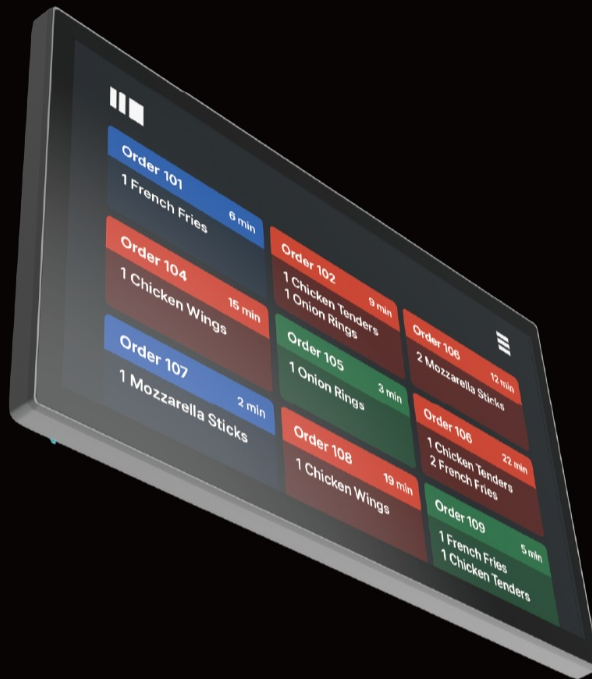 Order 101
6 min
1 French Fries
Order 102
9 min
1 Chicken Tenders
1 Onion Rings
Order 106
12 min
2 Mozzarella Sticks
Order 104
15 min
1 Chicken Wings
Order 105
3 min
1 Onion Rings
Order 106
22 min
1 Chicken Tenders
2 French Fries
Order 107
2 min
1 Mozzarella Sticks
Order 108
19 min
1 Chicken Wings
Order 109
5 min
1 French Fries
1 Chicken Tenders